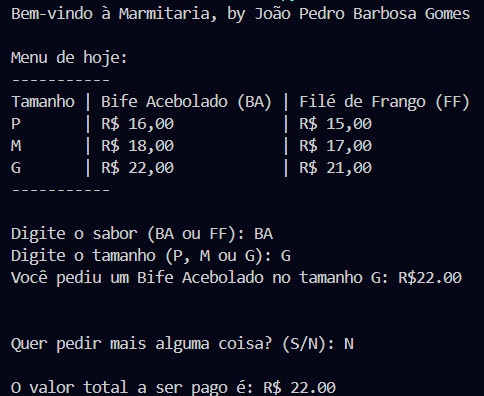 Bem-vindo à Marmitaria, by João Pedro Barbosa Gomes
Menu de hoje:
-----------
Tamanho | Bife Acebolado (BA) | Filé de Frango (FF)
P       | R$ 16,00            | R$ 15,00
M       | R$ 18,00            | R$ 17,00
G       | R$ 22,00            | R$ 21,00
-----------
Digite o sabor (BA ou FF): BA
Digite o tamanho (P, M ou G): G
Você pediu um Bife Acebolado no tamanho G: R$22.00
Quer pedir mais alguma coisa? (S/N): N
O valor total a ser pago é: R$ 22.00